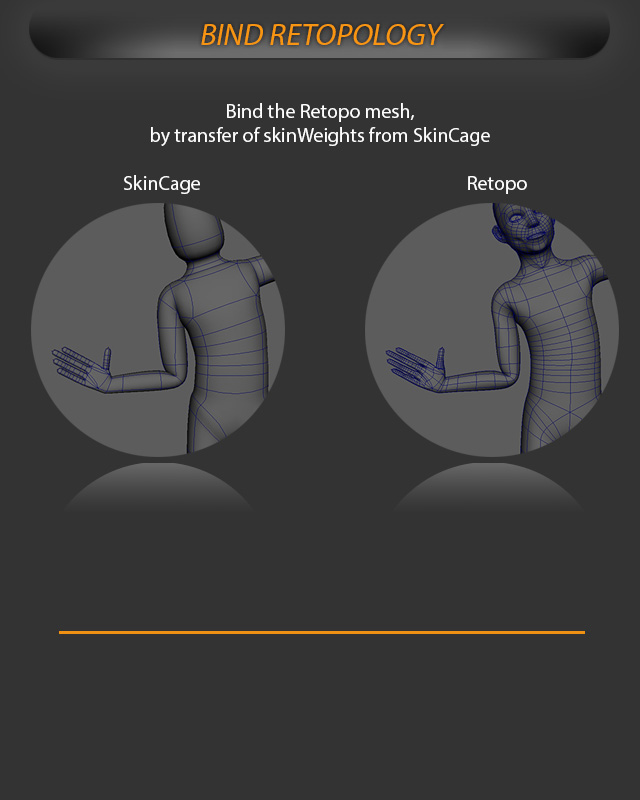 BIND RETOPOLOGY
Bind the Retopo mesh,
by transfer of skinWeights from SkinCage
SkinCage
Retopo